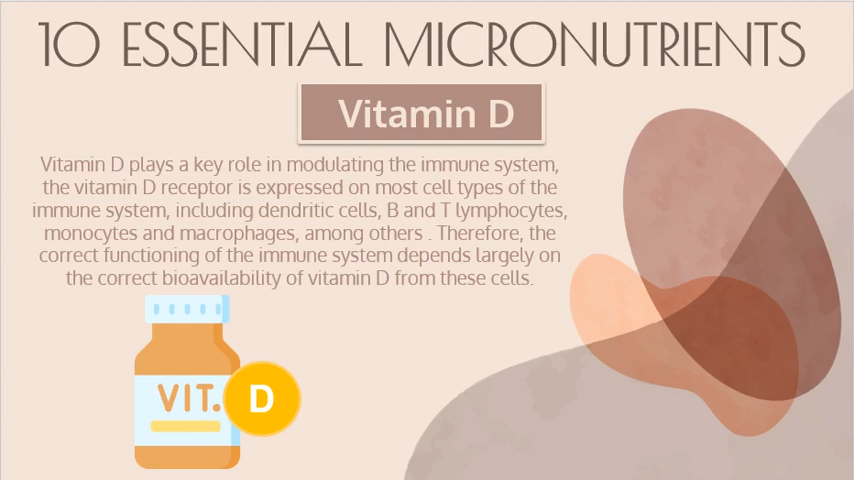 10 ESSENTIAL MICRONUTRIENTS
Vitamin D
Vitamin D plays a key role in modulating the immune system,
the vitamin D receptor is expressed on most cell types of the
immune system, including dendritic cells, B and T lymphocytes,
monocytes and macrophages, among others . Therefore, the
correct functioning of the immune system depends largely on
the correct bioavailability of vitamin D from these cells.
VIT.
D